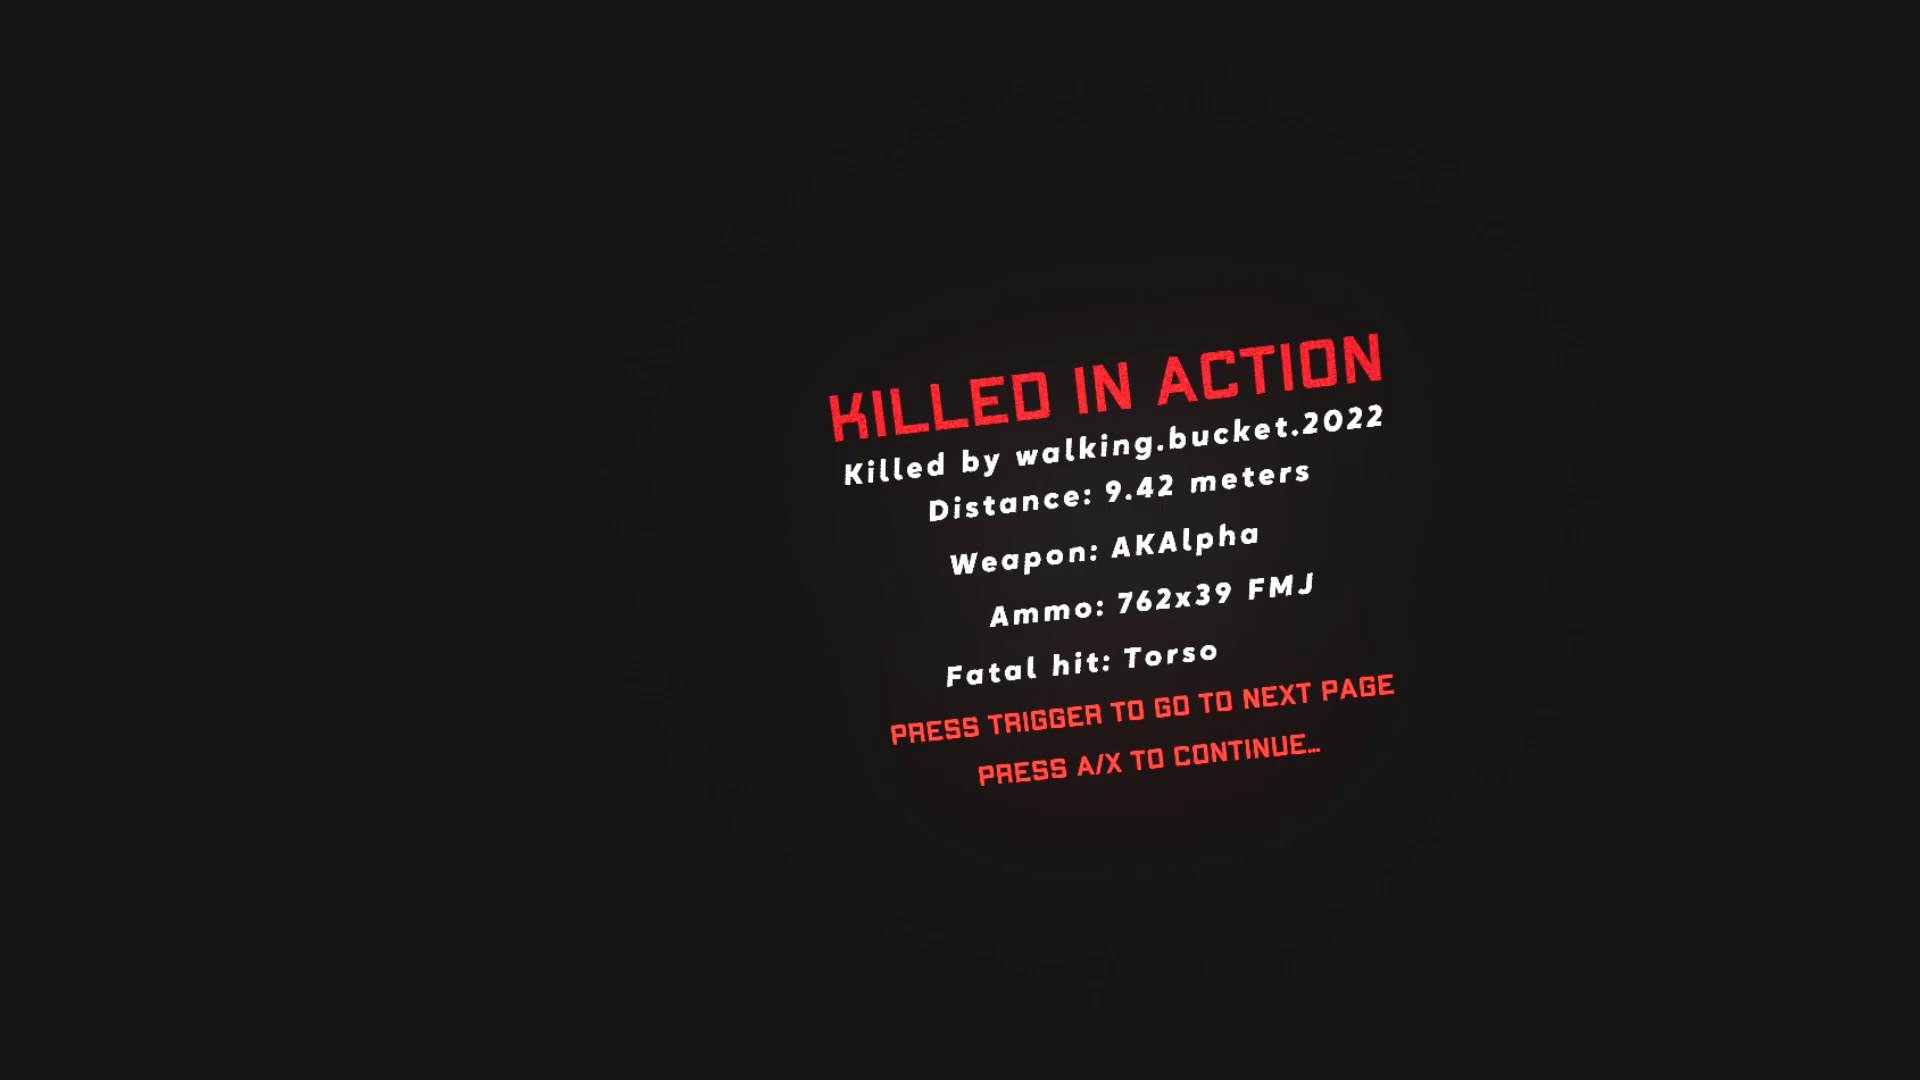 KILLED IN ACTION
Killed by walking.bucket.2022
Distance: 9.42 meters
Weapon: AKAlpha
Ammo: 762x39 FMJ
Fatal hit: Torso
PRESS TRIGGER TO GO TO NEXT PAGE
PRESS A/X TO CONTINUE...